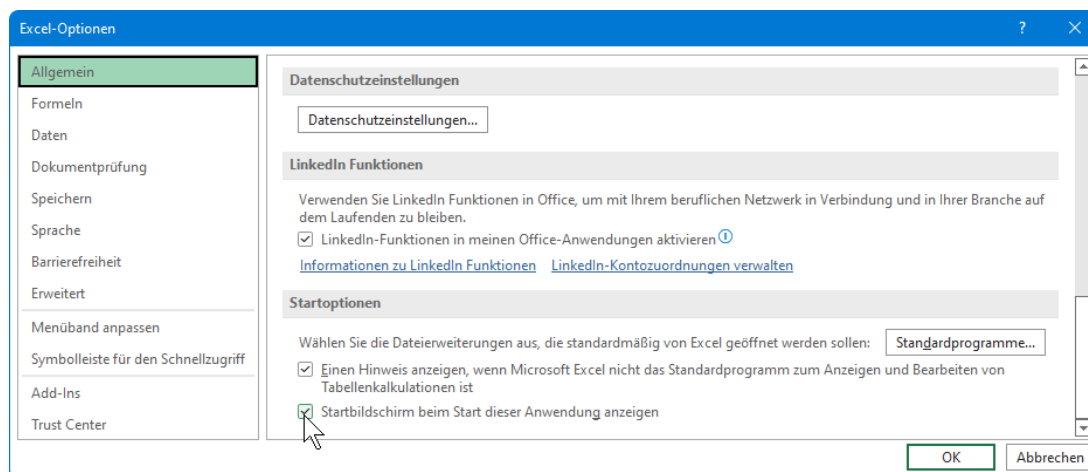 Excel-Optionen
?
Allgemein
Formeln
Daten
Dokumentprüfung
Speichern
Sprache
Barrierefreiheit
Erweitert
Menüband anpassen
Symbolleiste für den Schnellzugriff
Add-Ins
Trust Center
Datenschutzeinstellungen
Datenschutzeinstellungen...
LinkedIn Funktionen
Verwenden Sie LinkedIn Funktionen in Office, um mit Ihrem beruflichen Netzwerk in Verbindung und in Ihrer Branche auf
dem Laufenden zu bleiben.
LinkedIn-Funktionen in meinen Office-Anwendungen aktivieren
Informationen zu LinkedIn Funktionen LinkedIn-Kontozuordnungen verwalten
Startoptionen
Wählen Sie die Dateierweiterungen aus, die standardmäßig von Excel geöffnet werden sollen: Standardprogramme...
Einen Hinweis anzeigen, wenn Microsoft Excel nicht das Standardprogramm zum Anzeigen und Bearbeiten von
Tabellenkalkulationen ist
Startbildschirm beim Start dieser Anwendung anzeigen
OK Abbrechen